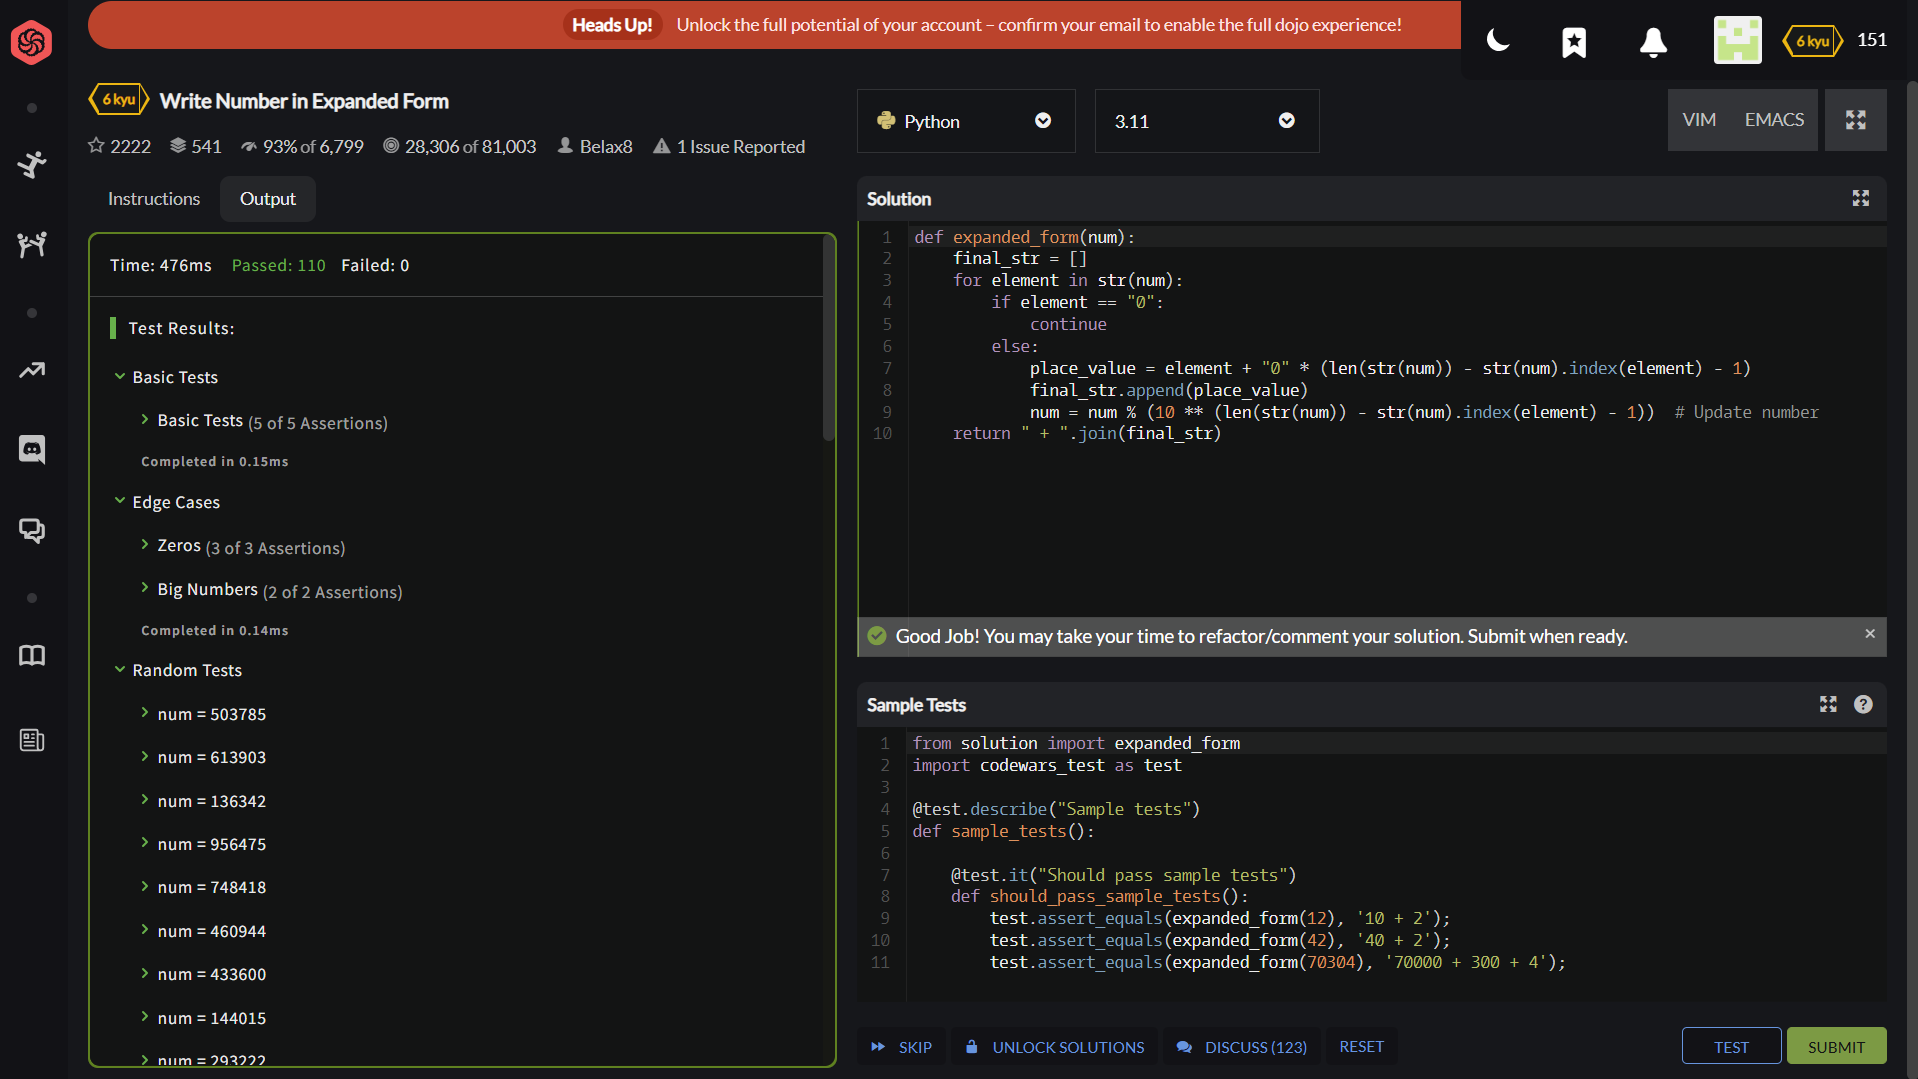 Heads Up! Unlock the full potential of your account – confirm your email to enable the full dojo experience!
6 kyu 151
6 kyu Write Number in Expanded Form
2222 541 93% of 6,799 28,306 of 81,003 Belax8 1 Issue Reported
Instructions Output
Time: 476ms Passed: 110 Failed: 0
Test Results:
Basic Tests
Basic Tests (5 of 5 Assertions)
Completed in 0.15ms
Edge Cases
Zeros (3 of 3 Assertions)
Big Numbers (2 of 2 Assertions)
Completed in 0.14ms
Random Tests
num = 503785
num = 613903
num = 136342
num = 956475
num = 748418
num = 460944
num = 433600
num = 144015
num = 293222
Python 3.11 VIM EMACS
Solution
1 def expanded_form(num):
2     final_str = []
3     for element in str(num):
4         if element == "0":
5             continue
6         else:
7             place_value = element + "0" * (len(str(num)) - str(num).index(element) - 1)
8             final_str.append(place_value)
9             num = num % (10 ** (len(str(num)) - str(num).index(element) - 1))  # Update number
10     return " + ".join(final_str)
Good Job! You may take your time to refactor/comment your solution. Submit when ready.
Sample Tests
1 from solution import expanded_form
2 import codewars_test as test
3
4 @test.describe("Sample tests")
5 def sample_tests():
6
7     @test.it("Should pass sample tests")
8     def should_pass_sample_tests():
9         test.assert_equals(expanded_form(12), '10 + 2');
10         test.assert_equals(expanded_form(42), '40 + 2');
11         test.assert_equals(expanded_form(70304), '70000 + 300 + 4');
SKIP UNLOCK SOLUTIONS DISCUSS (123) RESET TEST SUBMIT